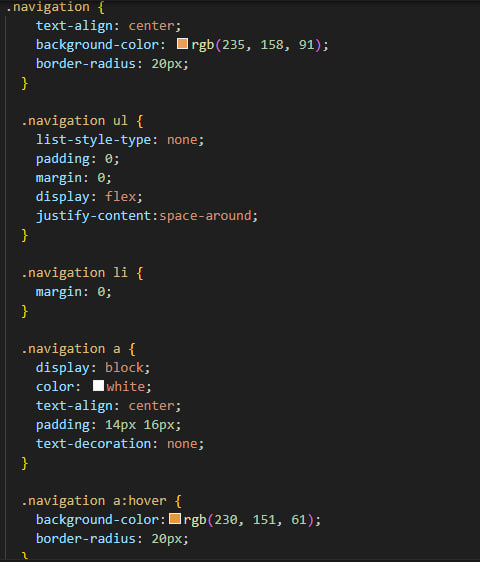 .navigation {
text-align: center;
background-color: rgb(235, 158, 91);
border-radius: 20px;
}
.navigation ul {
list-style-type: none;
padding: 0;
margin: 0;
display: flex;
justify-content:space-around;
}
.navigation li {
margin: 0;
}
.navigation a {
display: block;
color: white;
text-align: center;
padding: 14px 16px;
text-decoration: none;
}
.navigation a:hover {
background-color:rgb(230, 151, 61);
border-radius: 20px;
}